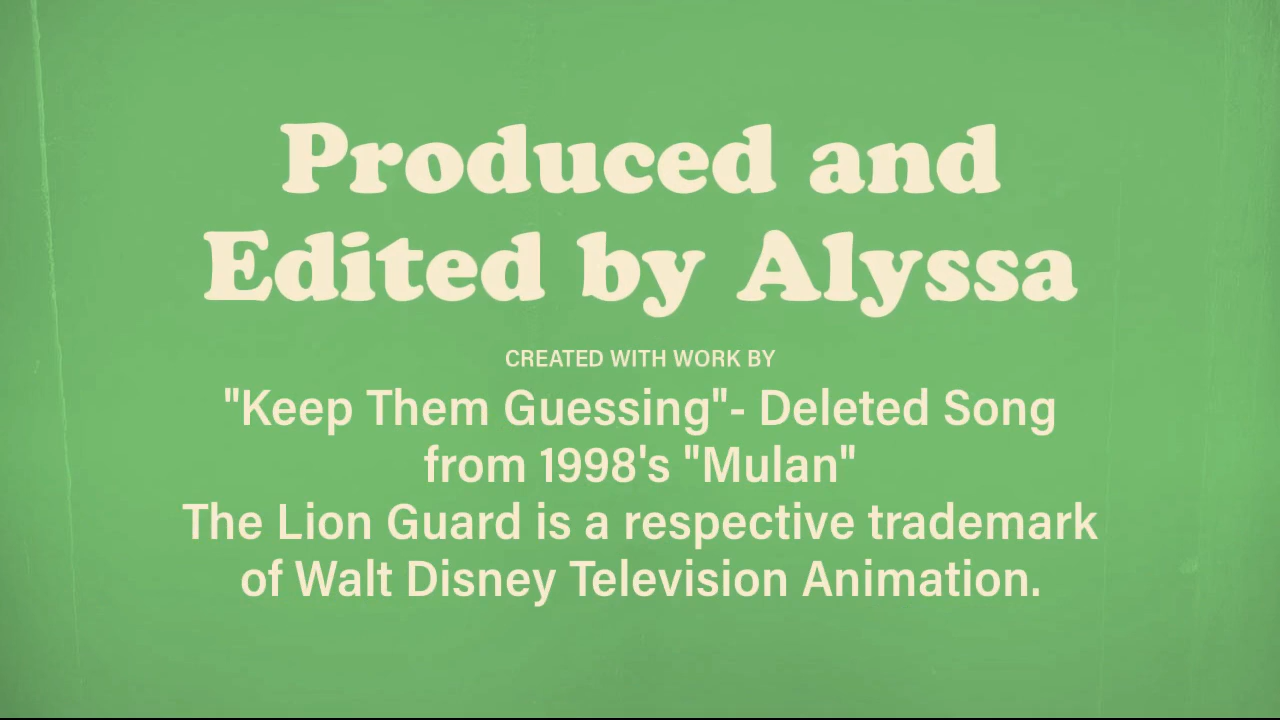 Produced and
Edited by Alyssa
CREATED WITH WORK BY
"Keep Them Guessing"- Deleted Song
from 1998's "Mulan"
The Lion Guard is a respective trademark
of Walt Disney Television Animation.